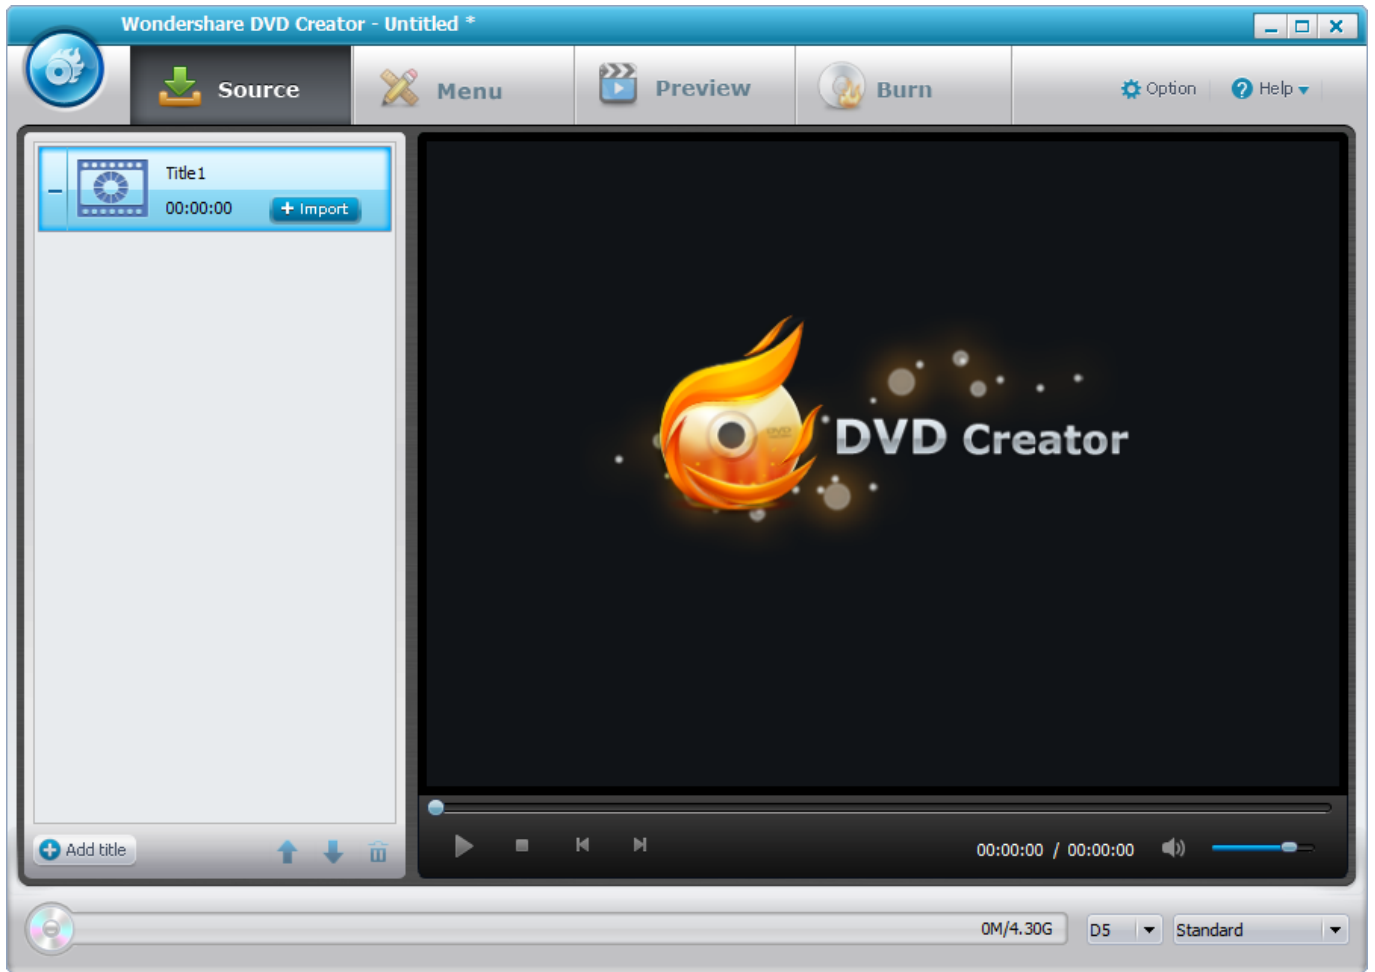 Wondershare DVD Creator - Untitled *
Source
Menu
Preview
Burn
Option
Help
Title1
00:00:00
+ Import
DVD Creator
Add title
00:00:00 / 00:00:00
0M/4.30G
D5
Standard